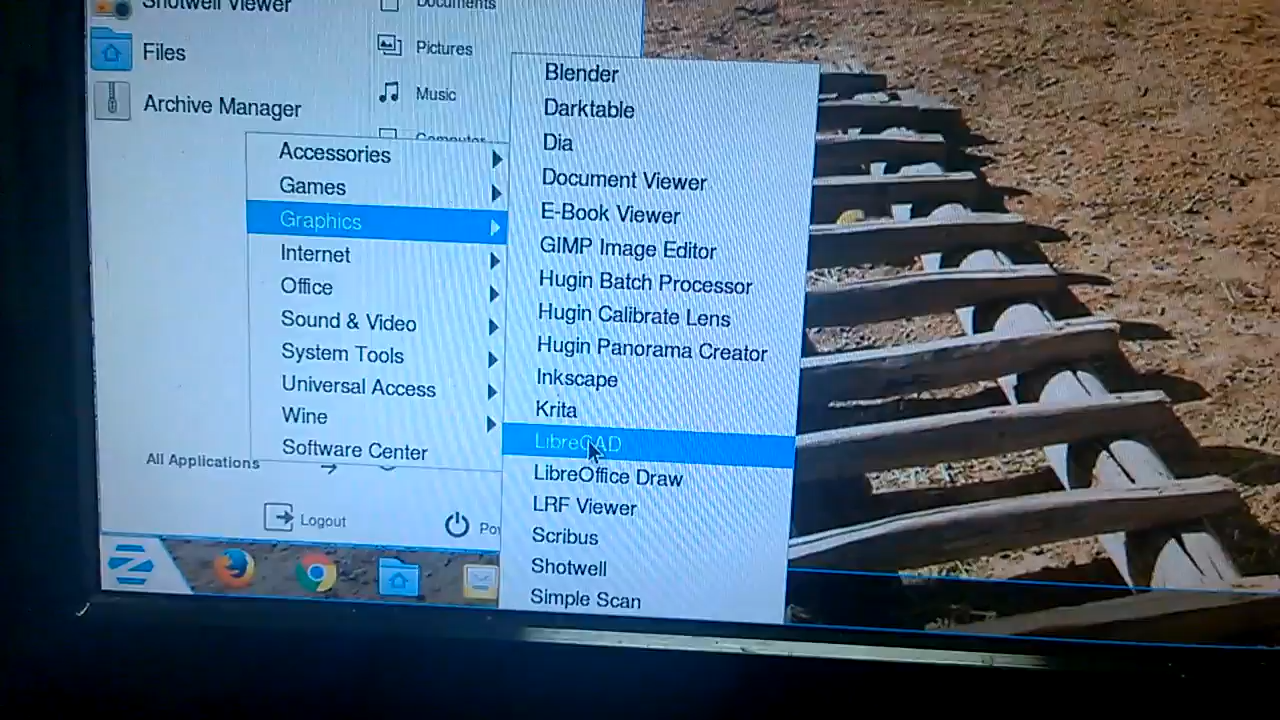 Shotwell Viewer
Files
Archive Manager
Documents
Pictures
Music
Computer
Accessories
Games
Graphics
Internet
Office
Sound & Video
System Tools
Universal Access
Wine
Software Center
All Applications
Logout
Po
Blender
Darktable
Dia
Document Viewer
E-Book Viewer
GIMP Image Editor
Hugin Batch Processor
Hugin Calibrate Lens
Hugin Panorama Creator
Inkscape
Krita
LibreCAD
LibreOffice Draw
LRF Viewer
Scribus
Shotwell
Simple Scan